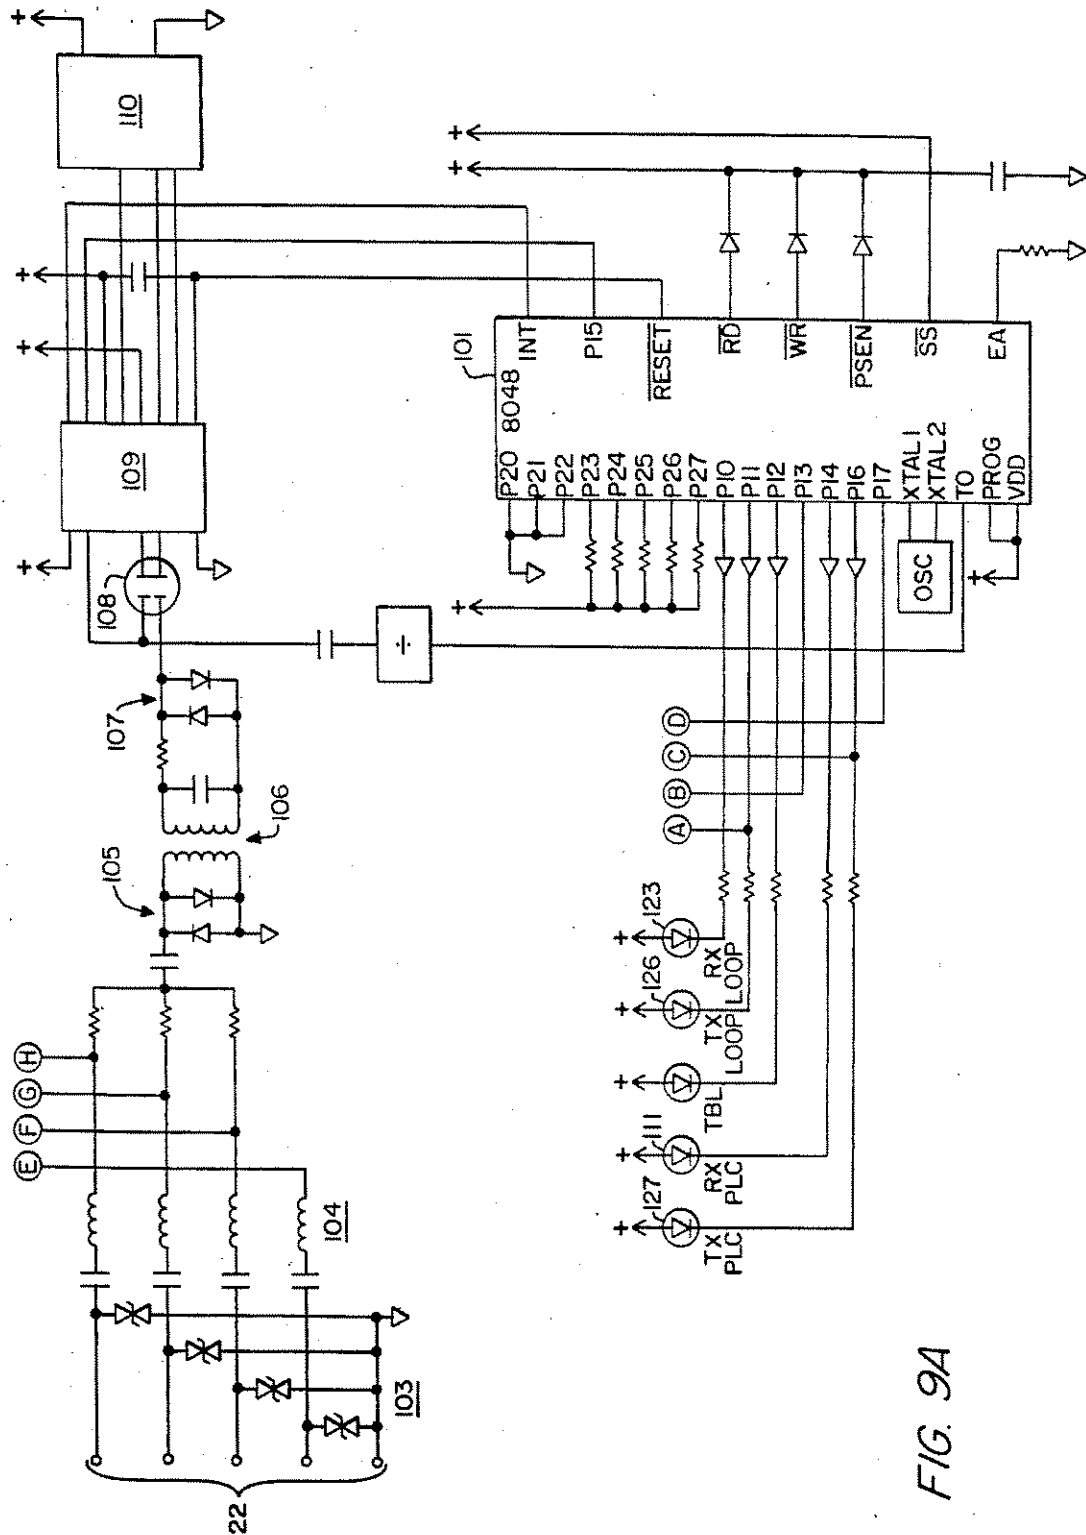 110
109
108
107
106
105
104
103
22
H
G
F
E
÷
101
8048
P20
P21
P22
P23
P24
P25
P26
P27
P10
P11
P12
P13
P14
P16
P17
XTAL1
XTAL2
TO
PROG
VDD
INT
P15
RESET
RD
WR
PSEN
SS
EA
OSC
D
C
B
A
123
RX
LOOP
126
TX
LOOP
TBL
111
RX
PLC
127
TX
PLC
+
+
+
+
+
+
+
+
+
+
+
+
+
FIG. 9A